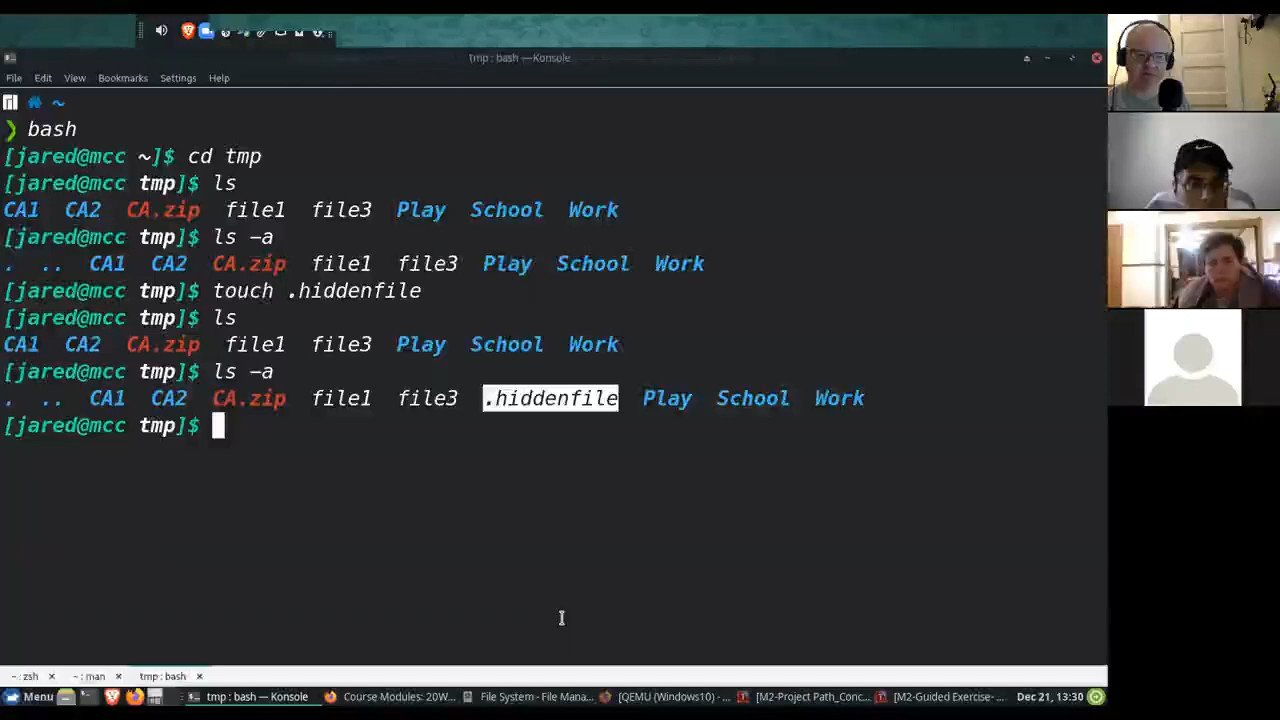 tmp : bash — Konsole
File Edit View Bookmarks Settings Help
~
❯ bash
[jared@mcc ~]$ cd tmp
[jared@mcc tmp]$ ls
CA1 CA2 CA.zip file1 file3 Play School Work
[jared@mcc tmp]$ ls -a
. .. CA1 CA2 CA.zip file1 file3 Play School Work
[jared@mcc tmp]$ touch .hiddenfile
[jared@mcc tmp]$ ls
CA1 CA2 CA.zip file1 file3 Play School Work
[jared@mcc tmp]$ ls -a
. .. CA1 CA2 CA.zip file1 file3 .hiddenfile Play School Work
[jared@mcc tmp]$
~ : zsh ~ : man tmp : bash
Menu tmp : bash — Konsole Course Modules: 20W... File System - File Mana... [QEMU (Windows10) - ... [M2-Project Path_Conc... [M2-Guided Exercise- ... Dec 21, 13:30